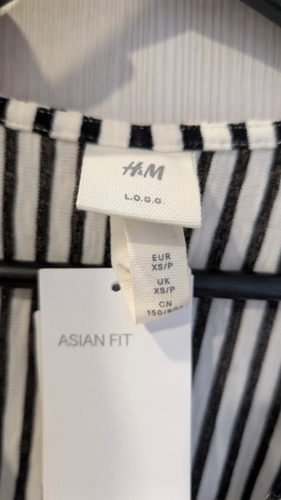 H&M
L.O.G.G.
EUR
XS/P
UK
XS/P
CN
ASIAN FIT